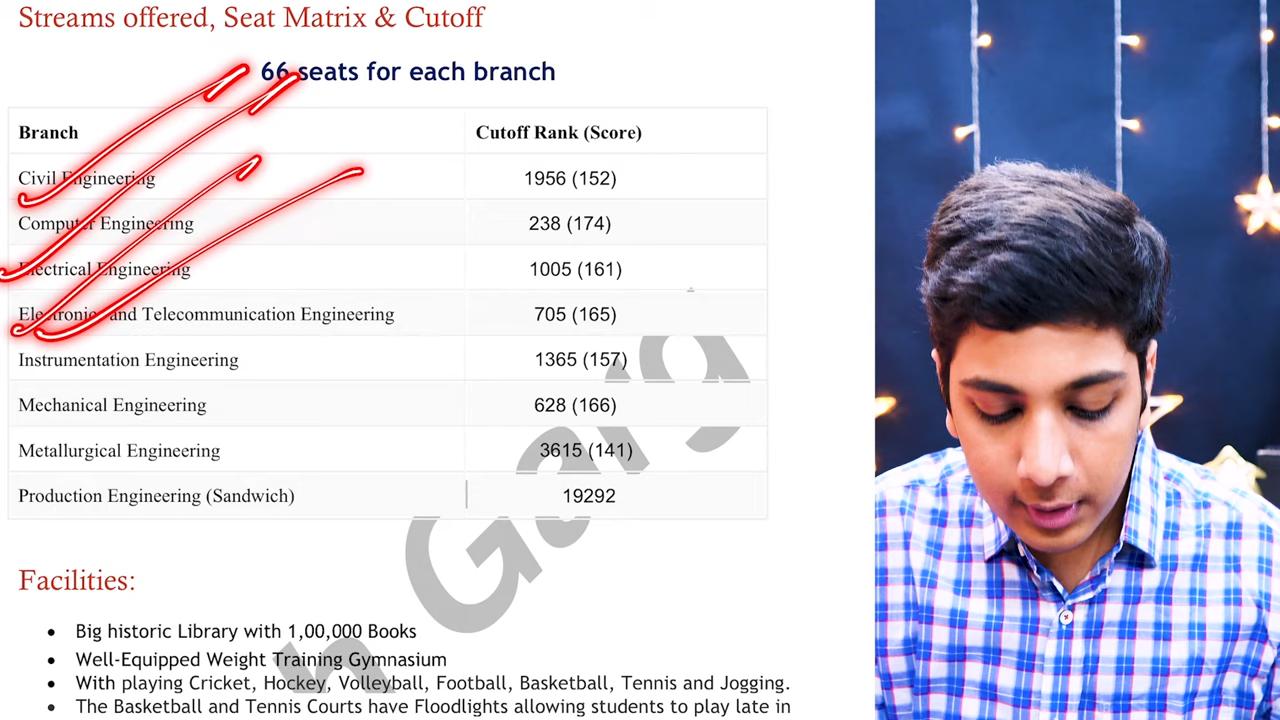 Streams offered, Seat Matrix & Cutoff
66 seats for each branch
Branch Cutoff Rank (Score)
Civil Engineering 1956 (152)
Computer Engineering 238 (174)
Electrical Engineering 1005 (161)
Electronics and Telecommunication Engineering 705 (165)
Instrumentation Engineering 1365 (157)
Mechanical Engineering 628 (166)
Metallurgical Engineering 3615 (141)
Production Engineering (Sandwich) 19292
Garg
Facilities:
• Big historic Library with 1,00,000 Books
• Well-Equipped Weight Training Gymnasium
• With playing Cricket, Hockey, Volleyball, Football, Basketball, Tennis and Jogging.
• The Basketball and Tennis Courts have Floodlights allowing students to play late in